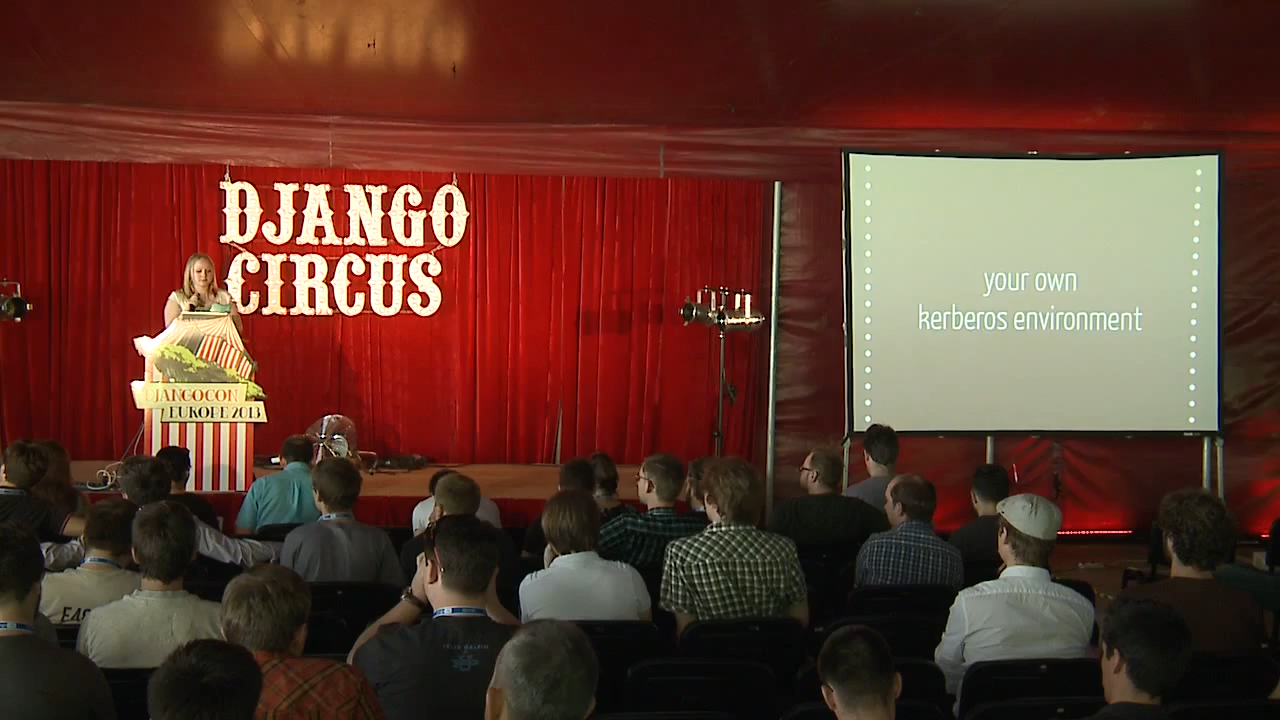 DJANGO
CIRCUS
your own
kerberos environment
DJANGOCON
EUROPE 2013